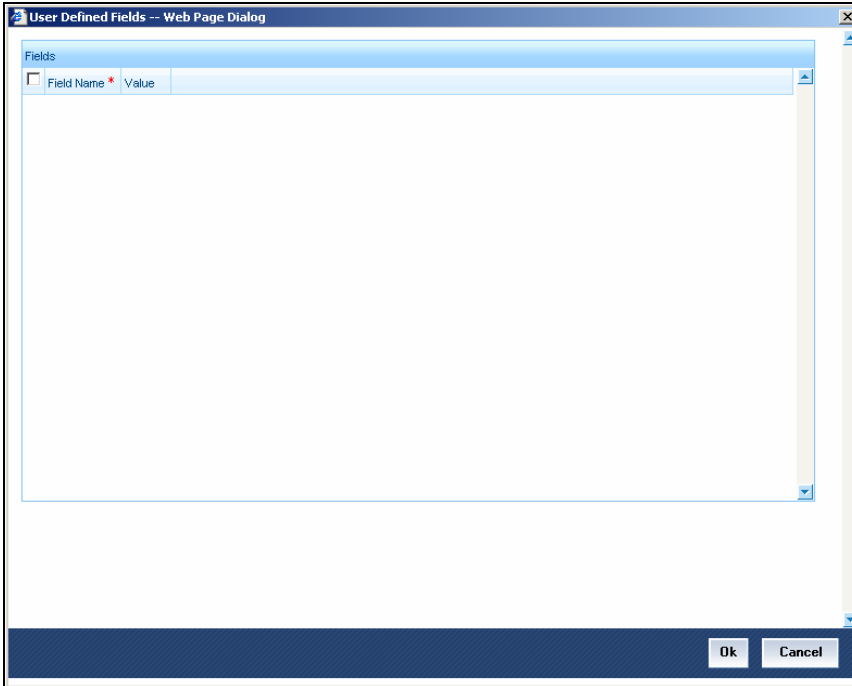 User Defined Fields -- Web Page Dialog
Fields
Field Name * Value
Ok Cancel